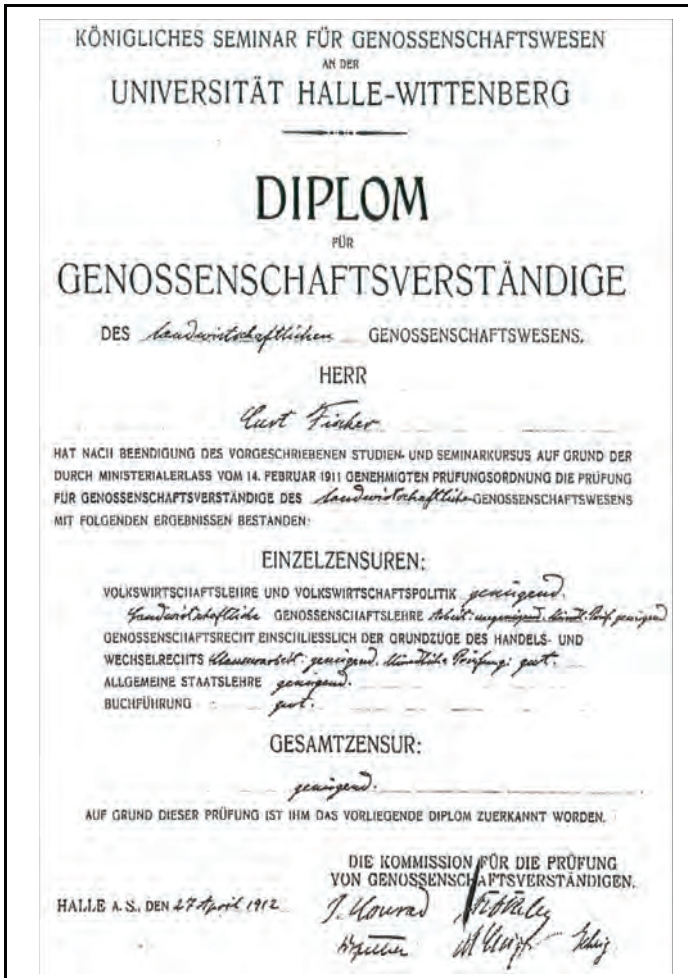 KÖNIGLICHES SEMINAR FÜR GENOSSENSCHAFTSWESEN
AN DER
UNIVERSITÄT HALLE-WITTENBERG
DIPLOM
FÜR
GENOSSENSCHAFTSVERSTÄNDIGE
DES landwirtschaftlichen GENOSSENSCHAFTSWESENS.
HERR
Curt Fischer
HAT NACH BEENDIGUNG DES VORGESCHRIEBENEN STUDIEN- UND SEMINARKURSUS AUF GRUND DER
DURCH MINISTERIALERLASS VOM 14. FEBRUAR 1911 GENEHMIGTEN PRÜFUNGSORDNUNG DIE PRÜFUNG
FÜR GENOSSENSCHAFTSVERSTÄNDIGE DES landwirtschaftliche GENOSSENSCHAFTSWESENS
MIT FOLGENDEN ERGEBNISSEN BESTANDEN:
EINZELZENSUREN:
VOLKSWIRTSCHAFTSLEHRE UND VOLKSWIRTSCHAFTSPOLITIK genügend.
Landwirtschaftliche GENOSSENSCHAFTSLEHRE Arbeit: ungenügend. Mündl. Prüf. genügend
GENOSSENSCHAFTSRECHT EINSCHLIESSLICH DER GRUNDZÜGE DES HANDELS- UND
WECHSELRECHTS Klausurarbeit: genügend. Mündliche Prüfung: gut.
ALLGEMEINE STAATSLEHRE genügend.
BUCHFÜHRUNG gut.
GESAMTZENSUR:
genügend.
AUF GRUND DIESER PRÜFUNG IST IHM DAS VORLIEGENDE DIPLOM ZUERKANNT WORDEN.
DIE KOMMISSION FÜR DIE PRÜFUNG
VON GENOSSENSCHAFTSVERSTÄNDIGEN.
HALLE A. S., DEN 27 April 1912
J. Conrad